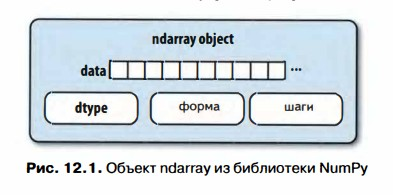 ndarray object
data ...
dtype форма шаги
Рис. 12.1. Объект ndarray из библиотеки NumPy